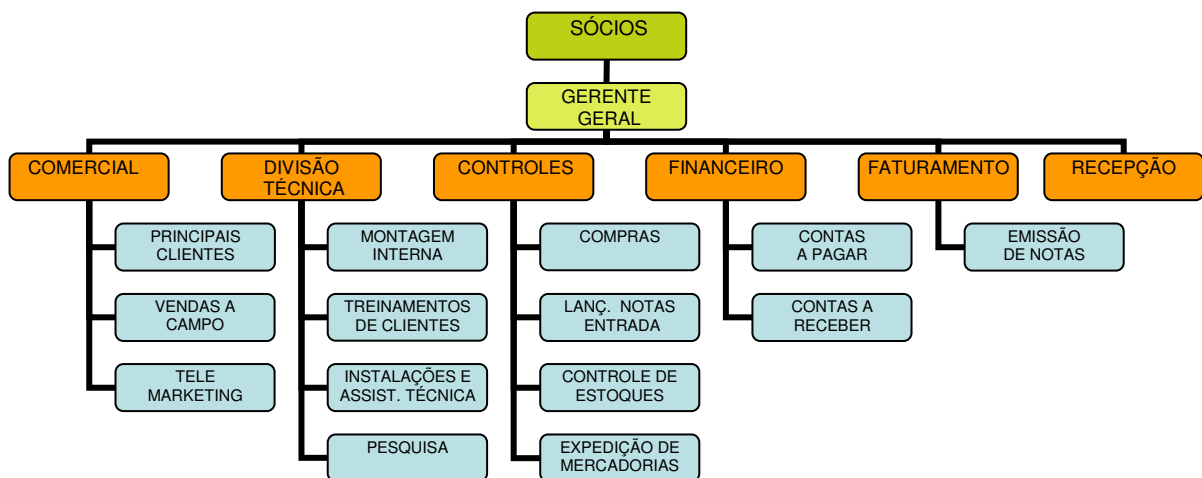 SÓCIOS
GERENTE
GERAL
COMERCIAL
DIVISÃO
TÉCNICA
CONTROLES
FINANCEIRO
FATURAMENTO
RECEPÇÃO
PRINCIPAIS
CLIENTES
VENDAS A
CAMPO
TELE
MARKETING
MONTAGEM
INTERNA
TREINAMENTOS
DE CLIENTES
INSTALAÇÕES E
ASSIST. TÉCNICA
PESQUISA
COMPRAS
LANÇ. NOTAS
ENTRADA
CONTROLE DE
ESTOQUES
EXPEDIÇÃO DE
MERCADORIAS
CONTAS
A PAGAR
CONTAS A
RECEBER
EMISSÃO
DE NOTAS